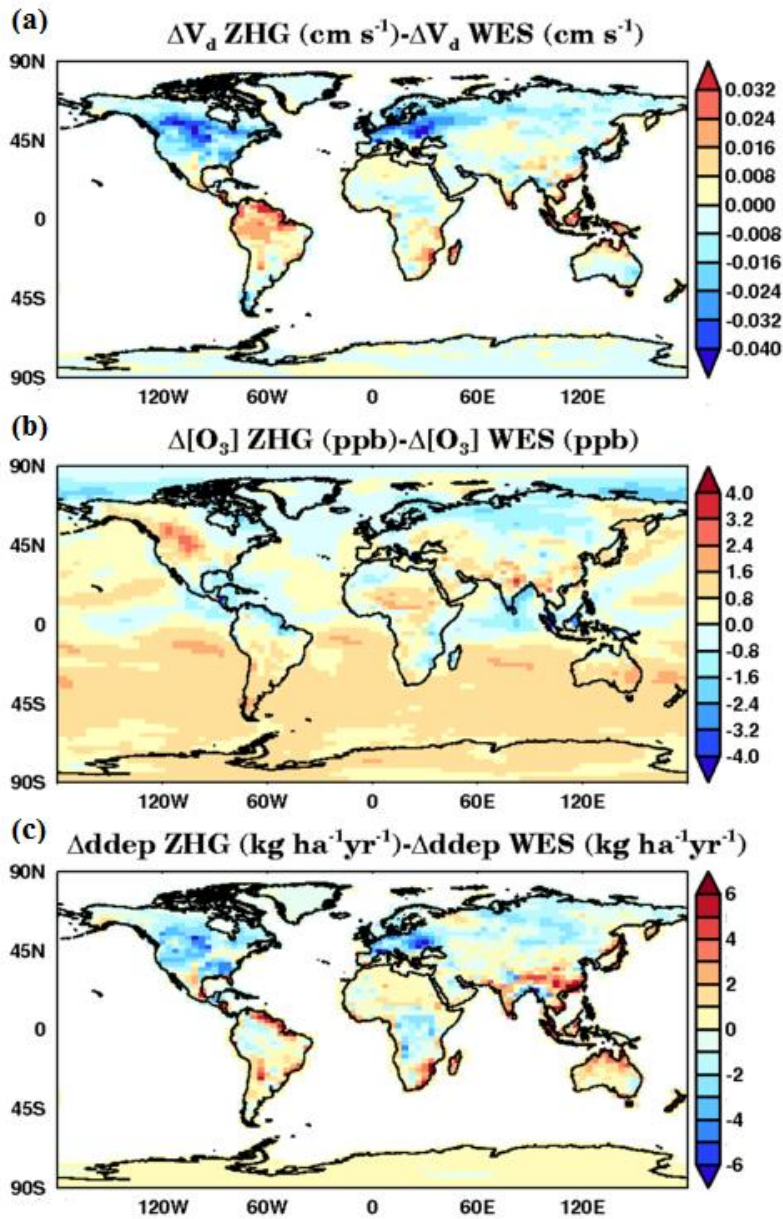 (a)
ΔV_d ZHG (cm s⁻¹)-ΔV_d WES (cm s⁻¹)
90N
45N
0
45S
90S
120W 60W 0 60E 120E
0.032
0.024
0.016
0.008
0.000
-0.008
-0.016
-0.024
-0.032
-0.040
(b)
Δ[O₃] ZHG (ppb)-Δ[O₃] WES (ppb)
90N
45N
0
45S
90S
120W 60W 0 60E 120E
4.0
3.2
2.4
1.6
0.8
0.0
-0.8
-1.6
-2.4
-3.2
-4.0
(c)
Δddep ZHG (kg ha⁻¹yr⁻¹)-Δddep WES (kg ha⁻¹yr⁻¹)
90N
45N
0
45S
90S
120W 60W 0 60E 120E
6
4
2
0
-2
-4
-6